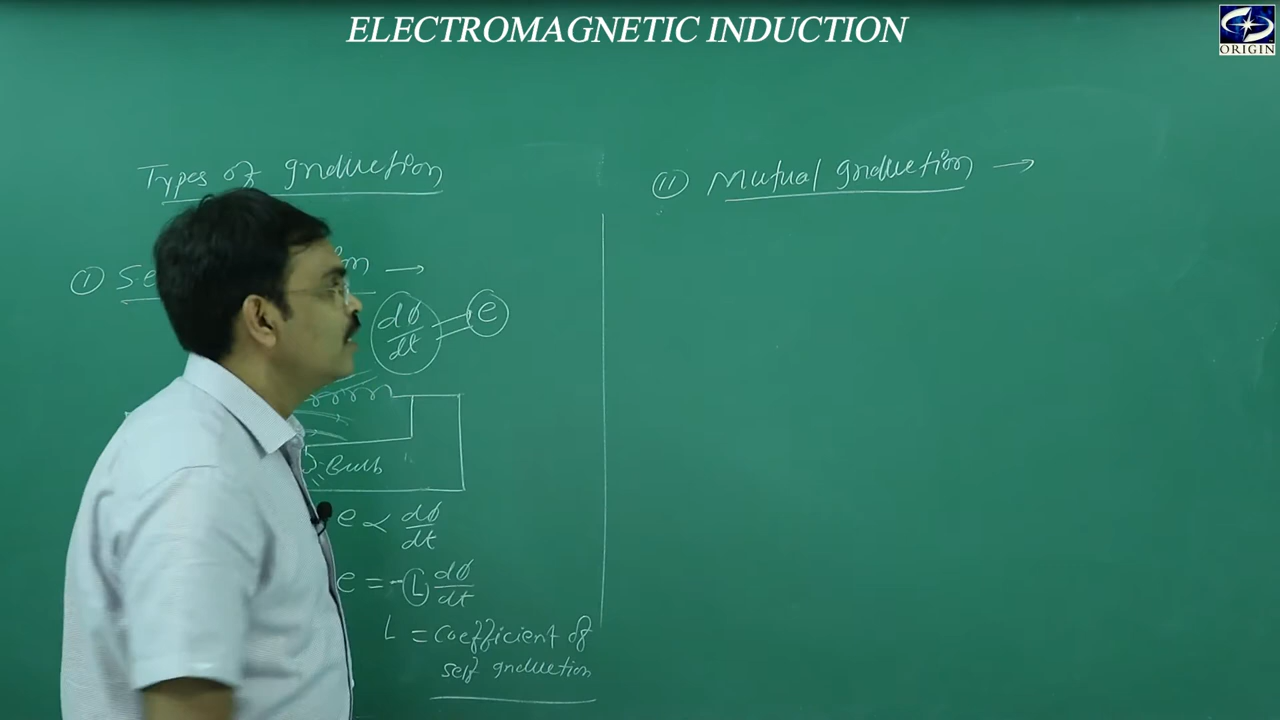 ELECTROMAGNETIC INDUCTION
ORIGIN
Types of Induction
① Se
→
dφ/dt = e
Bulb
e ∝ dφ/dt
e = -L dφ/dt
L = Coefficient of
self Induction
② Mutual Induction →